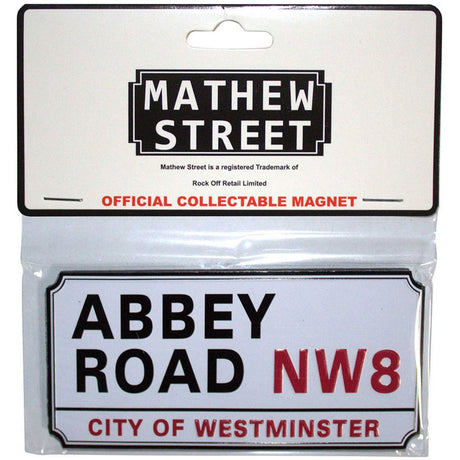 MATHEW
STREET
Mathew Street is a registered Trademark of
Rock Off Retail Limited
OFFICIAL COLLECTABLE MAGNET
ABBEY
ROAD NW8
CITY OF WESTMINSTER